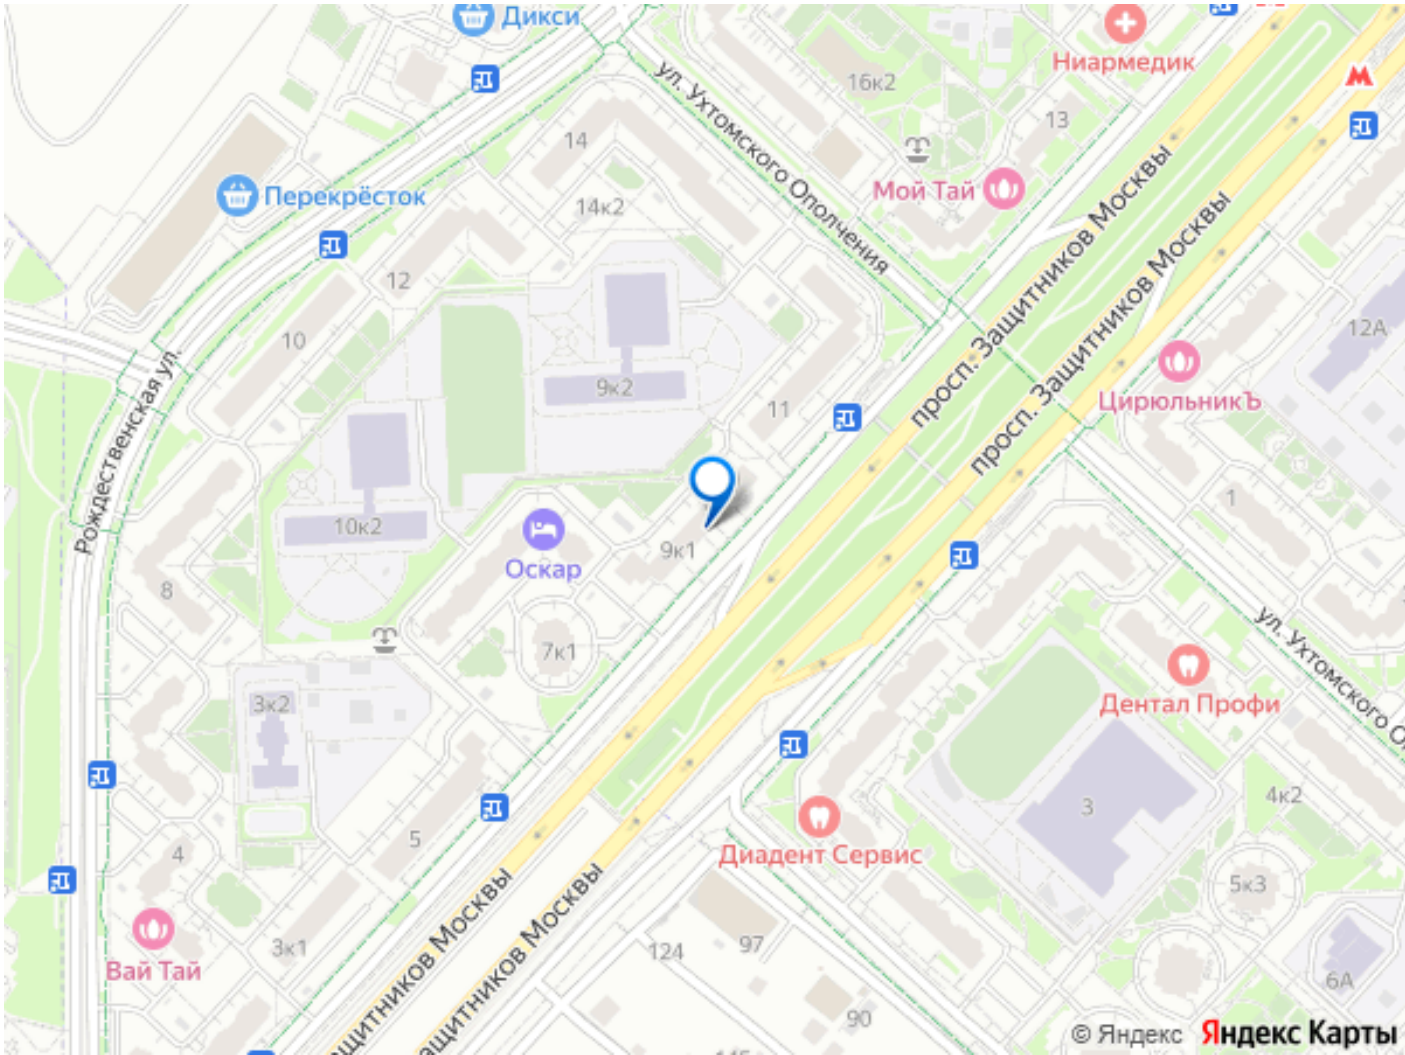 Дикси
Ниармедик
16к2
ул. Ухтомского Ополчения
13
14
Перекрёсток
Мой Тай
14к2
просп. Защитников Москвы
просп. Защитников Москвы
12
10
12А
9к2
ЦирюльникЪ
11
Рождественская ул.
1
10к2
9к1
Оскар
8
7к1
ул. Ухтомского О
3к2
Дентал Профи
4к2
3
5
Диадент Сервис
4
5к3
ащитников Москвы
ащитников Москвы
3к1
124
97
Вай Тай
6А
90
© Яндекс Яндекс Карты